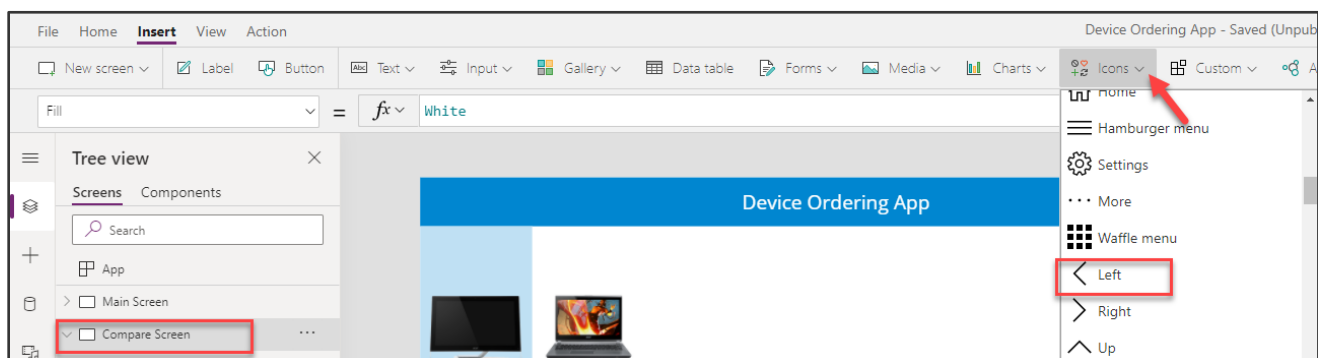 File Home Insert View Action Device Ordering App - Saved (Unpub
New screen Label Button Abc Text Input Gallery Data table Forms Media Charts Icons Custom A
Fill = fx White
Home
Hamburger menu
Tree view
Settings
Screens Components
More
Device Ordering App
Search
Waffle menu
App
Left
Main Screen
Right
Compare Screen
Up